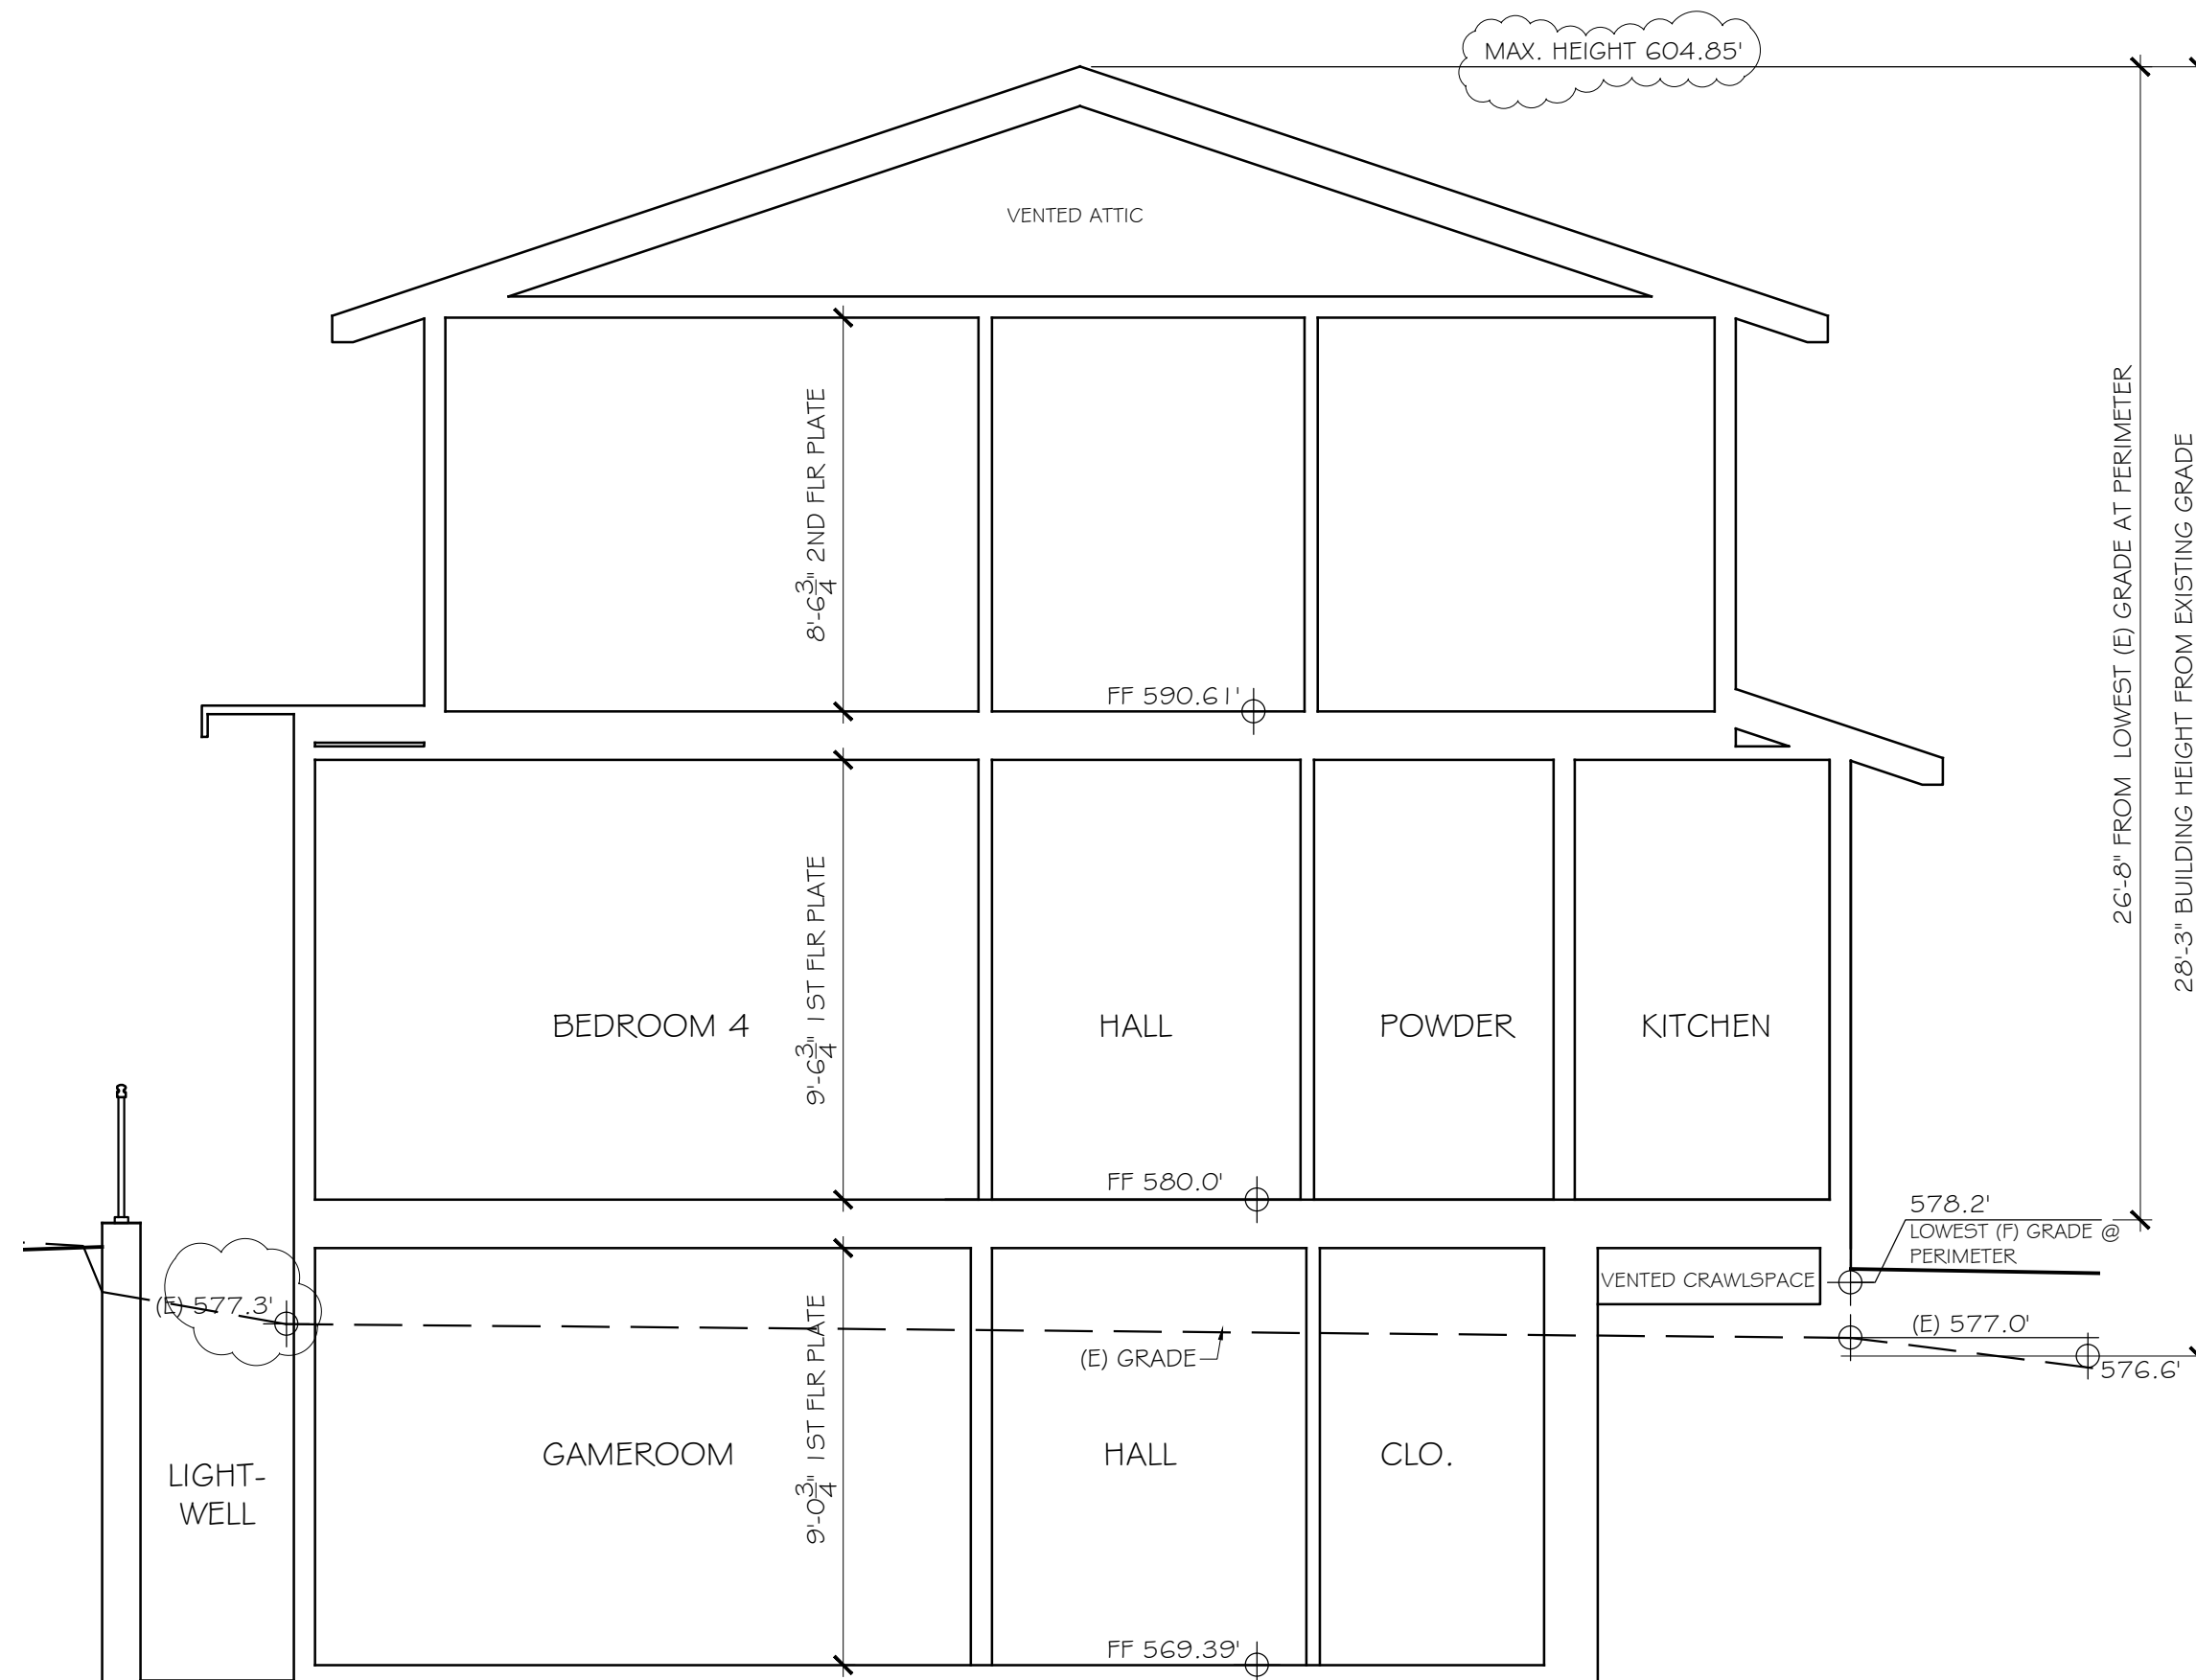 MAX. HEIGHT 604.85'
VENTED ATTIC
8'-6 3/4" 2ND FLR PLATE
26'-8" FROM LOWEST (E) GRADE AT PERIMETER
28'-3" BUILDING HEIGHT FROM EXISTING GRADE
FF 590.61'
9'-6 3/4" 1ST FLR PLATE
BEDROOM 4
HALL
POWDER
KITCHEN
FF 580.0'
578.2'
LOWEST (F) GRADE @
PERIMETER
VENTED CRAWLSPACE
(E) 577.3'
(E) 577.0'
(E) GRADE
576.6'
9'-0 3/4" 1ST FLR PLATE
GAMEROOM
HALL
CLO.
LIGHT-
WELL
FF 569.39'